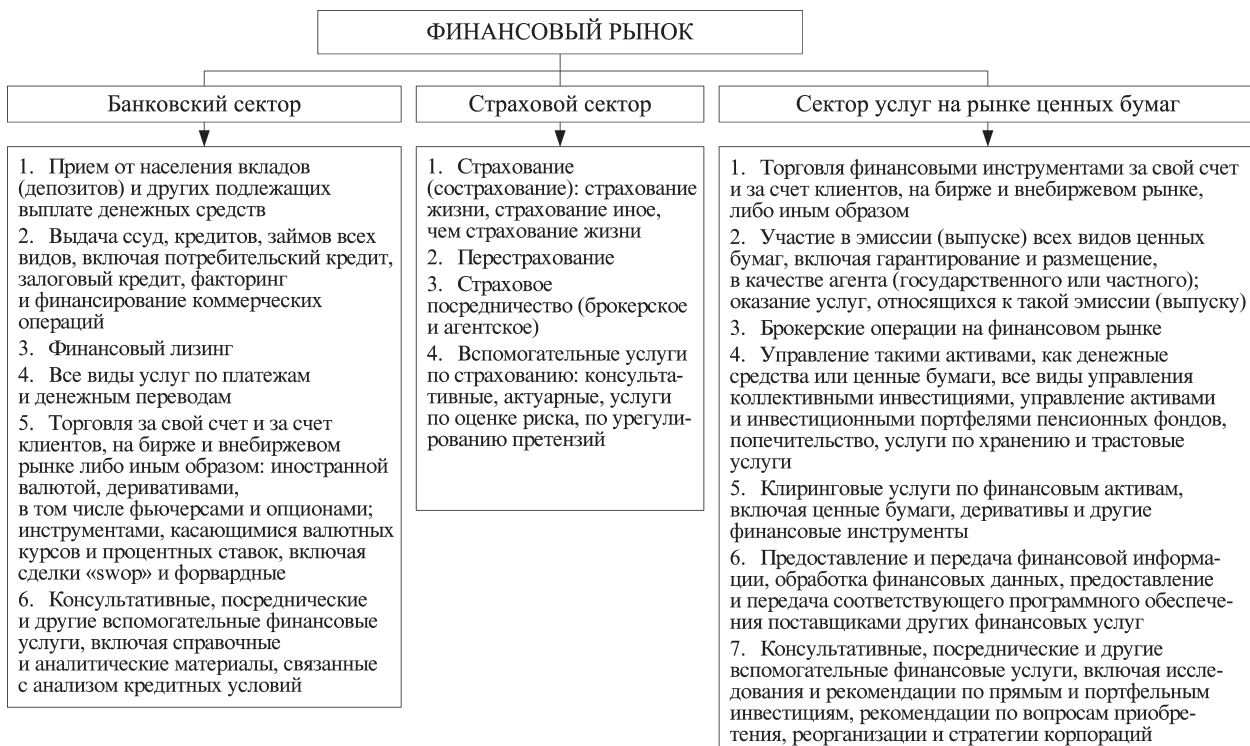 ФИНАНСОВЫЙ РЫНОК
Банковский сектор
1. Прием от населения вкладов
(депозитов) и других подлежащих
выплате денежных средств
2. Выдача ссуд, кредитов, займов всех
видов, включая потребительский кредит,
залоговый кредит, факторинг
и финансирование коммерческих
операций
3. Финансовый лизинг
4. Все виды услуг по платежам
и денежным переводам
5. Торговля за свой счет и за счет
клиентов, на бирже и внебиржевом
рынке либо иным образом: иностранной
валютой, деривативами,
в том числе фьючерсами и опционами;
инструментами, касающимися валютных
курсов и процентных ставок, включая
сделки «swop» и форвардные
6. Консультативные, посреднические
и другие вспомогательные финансовые
услуги, включая справочные
и аналитические материалы, связанные
с анализом кредитных условий
Страховой сектор
1. Страхование
(сострахование): страхование
жизни, страхование иное,
чем страхование жизни
2. Перестрахование
3. Страховое
посредничество (брокерское
и агентское)
4. Вспомогательные услуги
по страхованию: консульта-
тивные, актуарные, услуги
по оценке риска, по урегули-
рованию претензий
Сектор услуг на рынке ценных бумаг
1. Торговля финансовыми инструментами за свой счет
и за счет клиентов, на бирже и внебиржевом рынке,
либо иным образом
2. Участие в эмиссии (выпуске) всех видов ценных
бумаг, включая гарантирование и размещение,
в качестве агента (государственного или частного);
оказание услуг, относящихся к такой эмиссии (выпуску)
3. Брокерские операции на финансовом рынке
4. Управление такими активами, как денежные
средства или ценные бумаги, все виды управления
коллективными инвестициями, управление активами
и инвестиционными портфелями пенсионных фондов,
попечительство, услуги по хранению и трастовые
услуги
5. Клиринговые услуги по финансовым активам,
включая ценные бумаги, деривативы и другие
финансовые инструменты
6. Предоставление и передача финансовой информа-
ции, обработка финансовых данных, предоставление
и передача соответствующего программного обеспече-
ния поставщиками других финансовых услуг
7. Консультативные, посреднические и другие
вспомогательные финансовые услуги, включая иссле-
дования и рекомендации по прямым и портфельным
инвестициям, рекомендации по вопросам приобре-
тения, реорганизации и стратегии корпораций